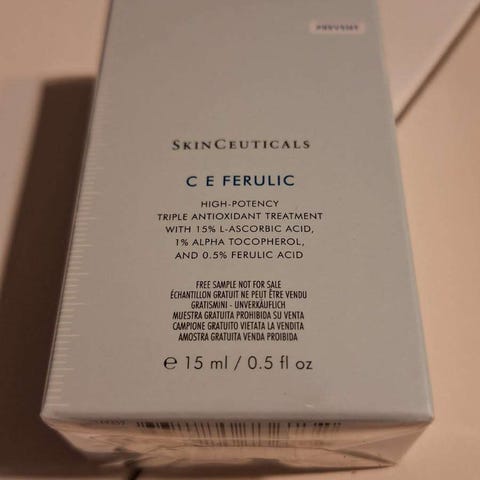 SKINCEUTICALS
C E FERULIC
HIGH-POTENCY
TRIPLE ANTIOXIDANT TREATMENT
WITH 15% L-ASCORBIC ACID,
1% ALPHA TOCOPHEROL,
AND 0.5% FERULIC ACID
FREE SAMPLE NOT FOR SALE
ÉCHANTILLON GRATUIT NE PEUT ÊTRE VENDU
GRATISMINI - UNVERKÄUFLICH
MUESTRA GRATUITA PROHIBIDA SU VENTA
CAMPIONE GRATUITO VIETATA LA VENDITA
AMOSTRA GRATUITA VENDA PROIBIDA
℮ 15 ml / 0.5 fl oz